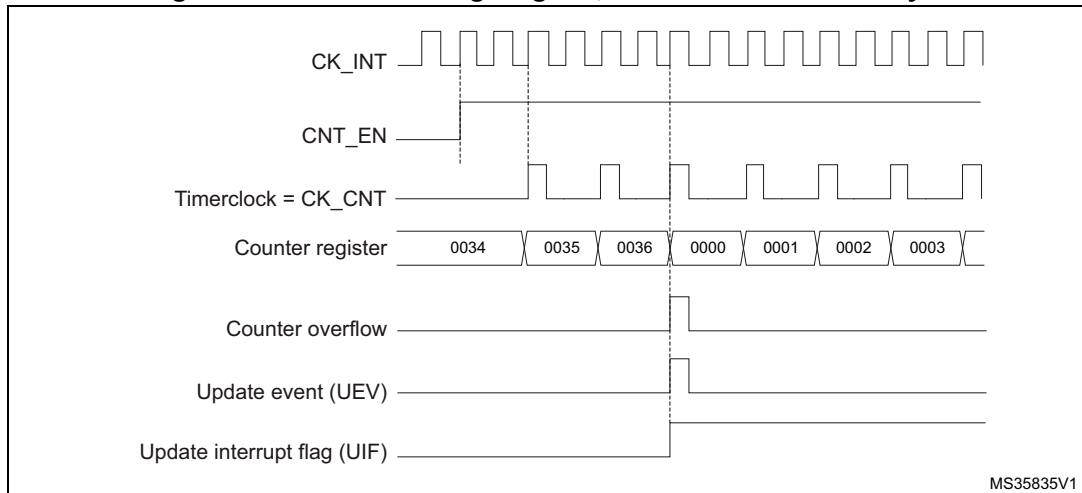 CK_INT
CNT_EN
Timerclock = CK_CNT
Counter register 0034 0035 0036 0000 0001 0002 0003
Counter overflow
Update event (UEV)
Update interrupt flag (UIF)
MS35835V1